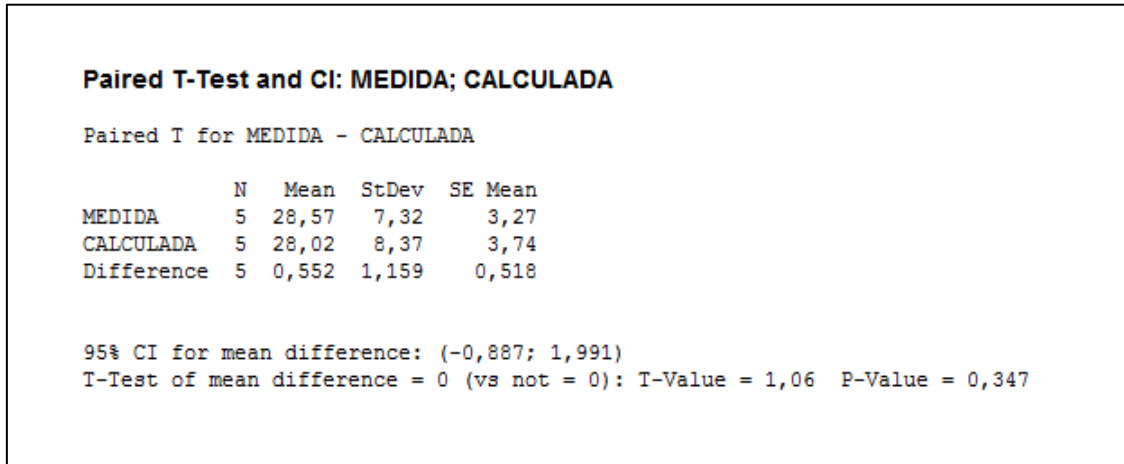 Paired T-Test and CI: MEDIDA; CALCULADA
Paired T for MEDIDA - CALCULADA
N Mean StDev SE Mean
MEDIDA 5 28,57 7,32 3,27
CALCULADA 5 28,02 8,37 3,74
Difference 5 0,552 1,159 0,518
95% CI for mean difference: (-0,887; 1,991)
T-Test of mean difference = 0 (vs not = 0): T-Value = 1,06 P-Value = 0,347